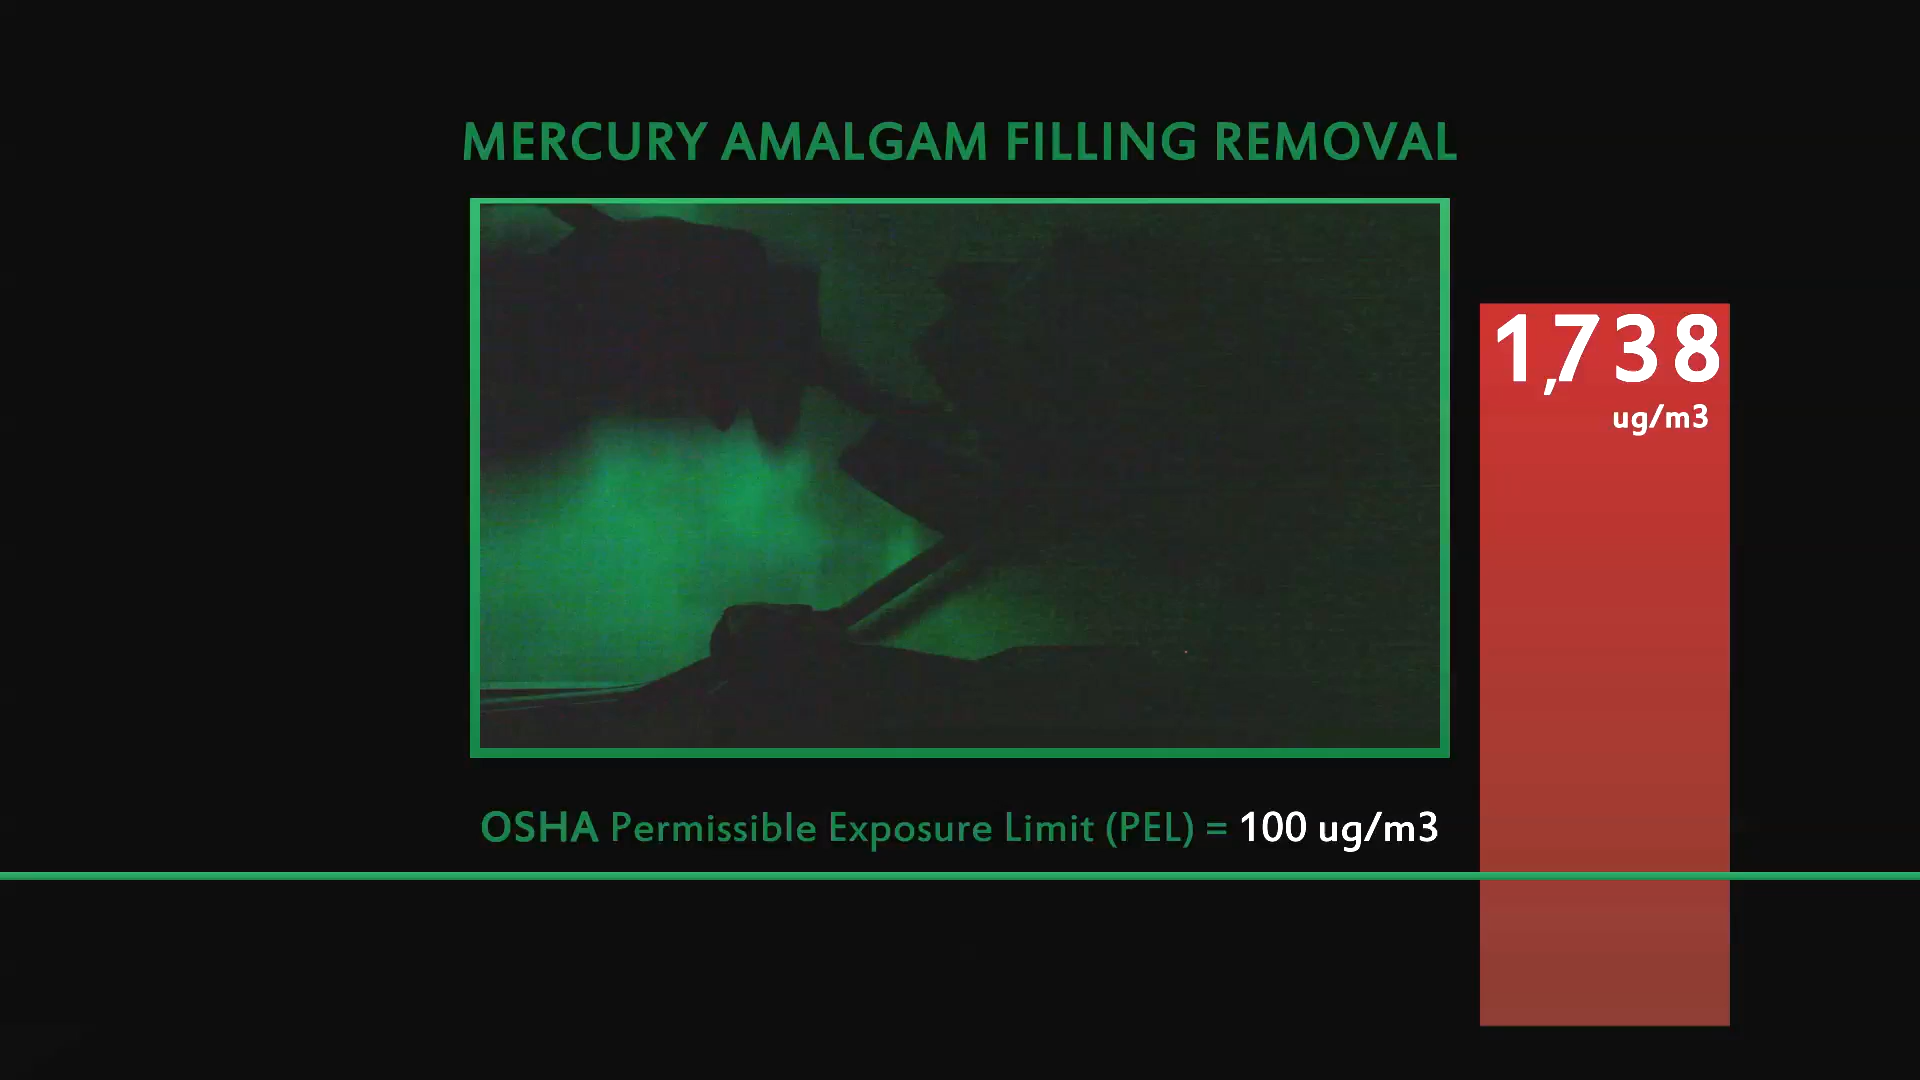 MERCURY AMALGAM FILLING REMOVAL
1,738
ug/m3
OSHA Permissible Exposure Limit (PEL) = 100 ug/m3